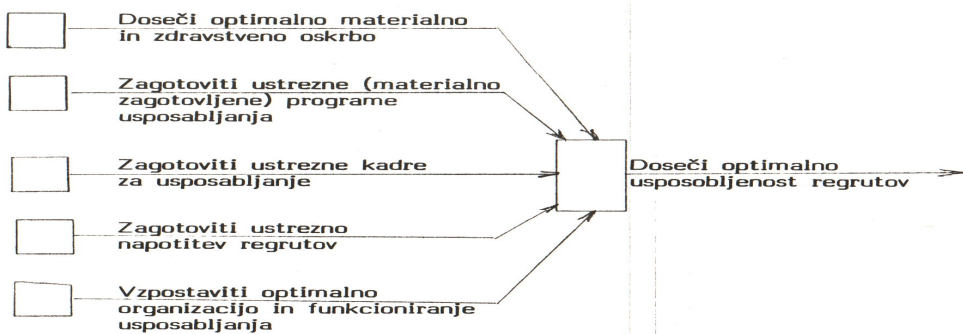 Doseči optimalno materialno
in zdravstveno oskrbo
Zagotoviti ustrezne (materialno
zagotovljene) programe
usposabljanja
Zagotoviti ustrezne kadre
za usposabljanje
Doseči optimalno
usposobljenost regrutov
Zagotoviti ustrezno
napotitev regrutov
Vzpostaviti optimalno
organizacijo in funkcioniranje
usposabljanja